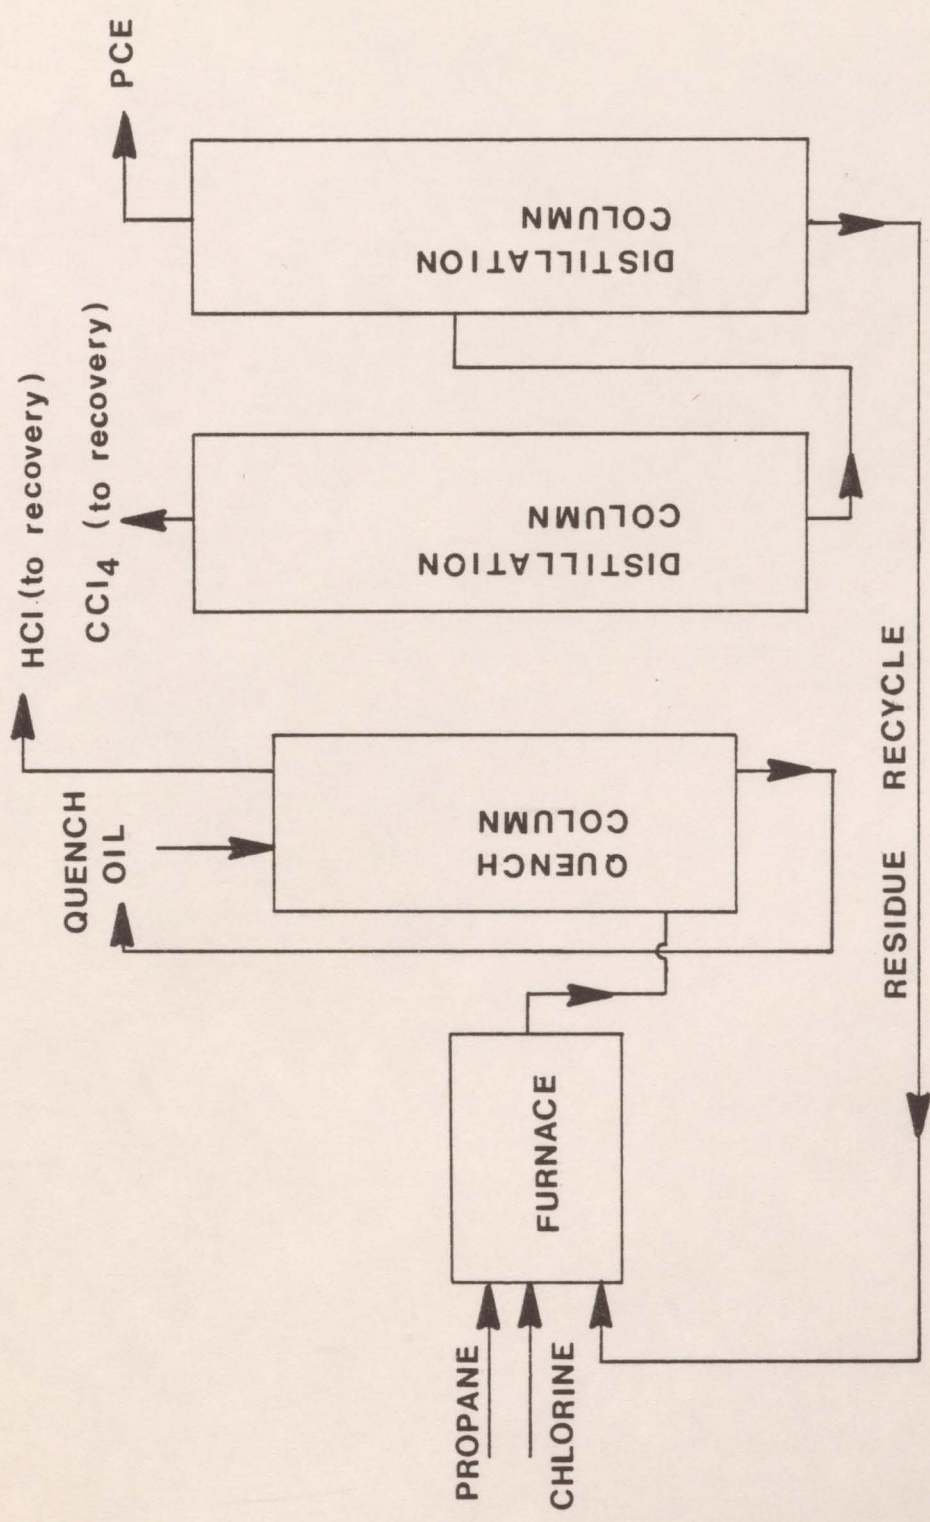 PROPANE
CHLORINE
FURNACE
QUENCH
OIL
QUENCH
COLUMN
HCl (to recovery)
CCl4 (to recovery)
DISTILLATION
COLUMN
DISTILLATION
COLUMN
PCE
RESIDUE RECYCLE